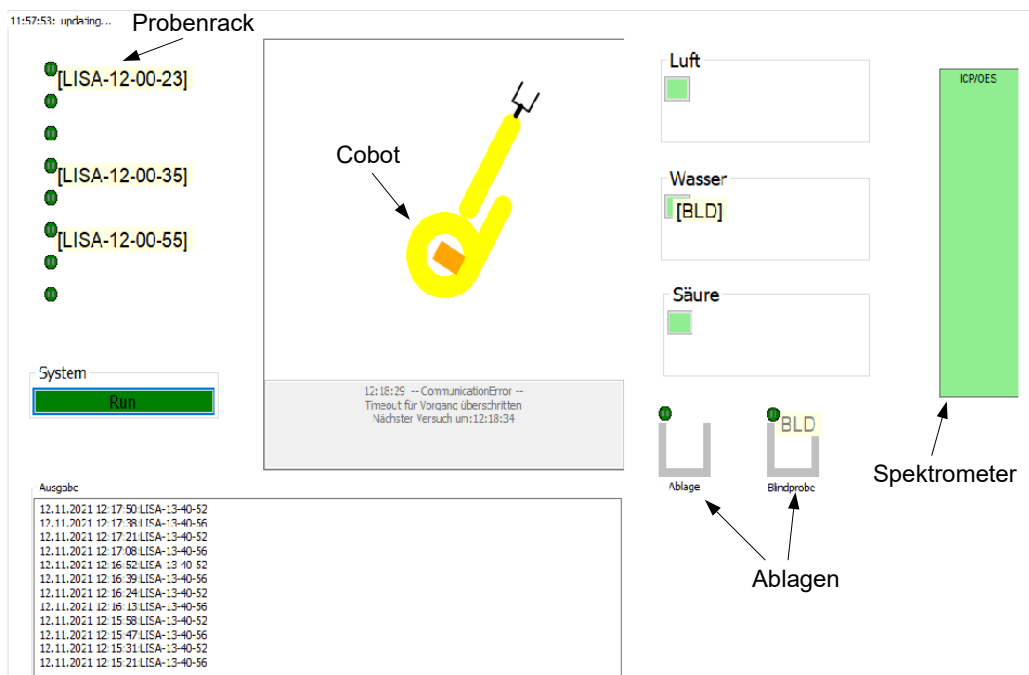 11:57:53: updating...
Probenrack
[LISA-12-00-23]
[LISA-12-00-35]
[LISA-12-00-55]
Cobot
Luft
Wasser
[BLD]
Säure
ICP/OES
System
Run
12:18:29 -- CommunicationError --
Timeout für Vorgang überschritten
Nächster Versuch um:12:18:34
BLD
Ablage
Blindprobe
Spektrometer
Ablagen
Ausgabe
12.11.2021 12:17:50:LISA-13-40-52
12.11.2021 12:17:38:LISA-13-40-56
12.11.2021 12:17:21:LISA-13-40-52
12.11.2021 12:17:08:LISA-13-40-56
12.11.2021 12:16:52:LISA-13-40-52
12.11.2021 12:16:39:LISA-13-40-56
12.11.2021 12:16:24:LISA-13-40-52
12.11.2021 12:16:13:LISA-13-40-56
12.11.2021 12:15:58:LISA-13-40-52
12.11.2021 12:15:47:LISA-13-40-56
12.11.2021 12:15:31:LISA-13-40-52
12.11.2021 12:15:21:LISA-13-40-56